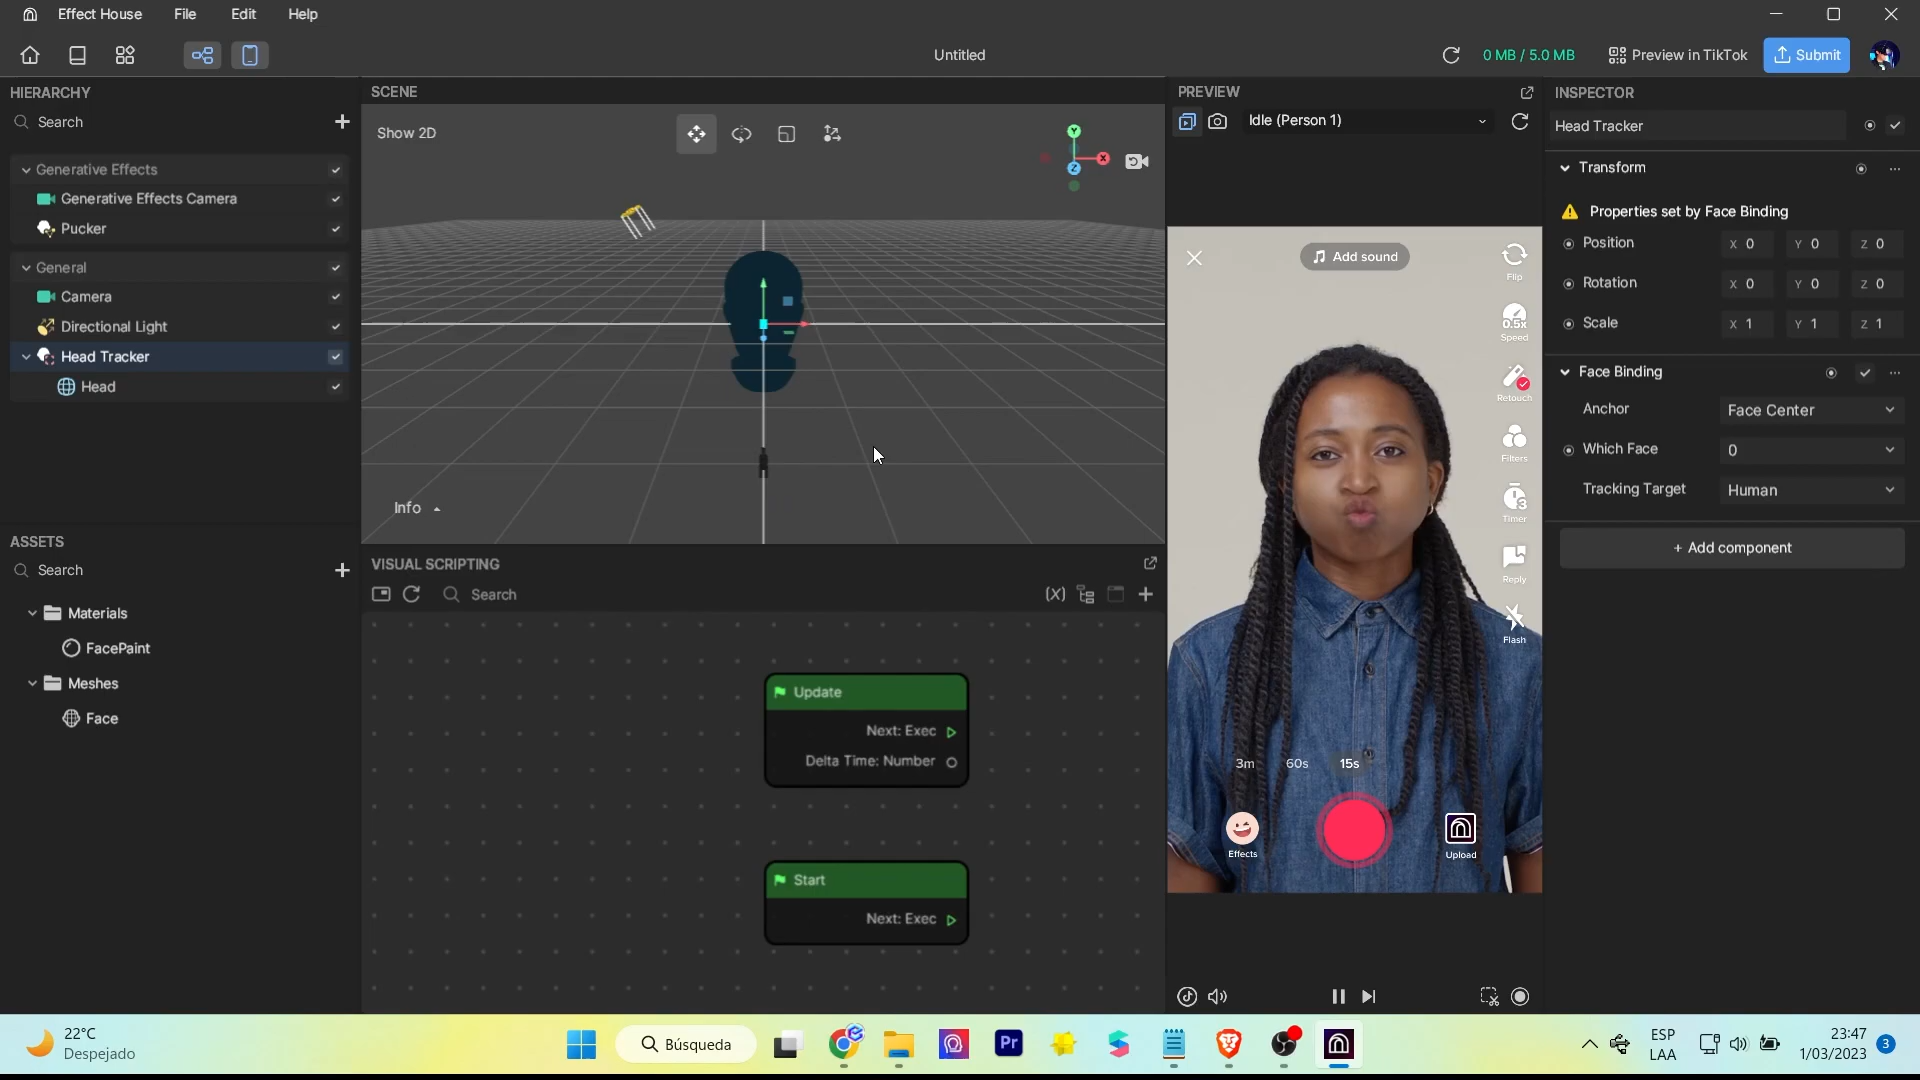 Effect House
File
Edit
Help
Untitled
0 MB / 5.0 MB
Preview in TikTok
Submit
HIERARCHY
Search
Generative Effects
Generative Effects Camera
Pucker
General
Camera
Directional Light
Head Tracker
Head
ASSETS
Search
Materials
FacePaint
Meshes
Face
SCENE
Show 2D
Y
X
Z
Info
VISUAL SCRIPTING
Search
(X)
Update
Next: Exec
Delta Time: Number
Start
Next: Exec
PREVIEW
Idle (Person 1)
Add sound
Flip
0.5x
Speed
Retouch
Filters
3
Timer
Reply
Flash
3m
60s
15s
Effects
Upload
INSPECTOR
Head Tracker
Transform
Properties set by Face Binding
Position X 0 Y 0 Z 0
Rotation X 0 Y 0 Z 0
Scale X 1 Y 1 Z 1
Face Binding
Anchor Face Center
Which Face 0
Tracking Target Human
+ Add component
22°C
Despejado
Búsqueda
Pr
ESP
LAA
23:47
1/03/2023
3